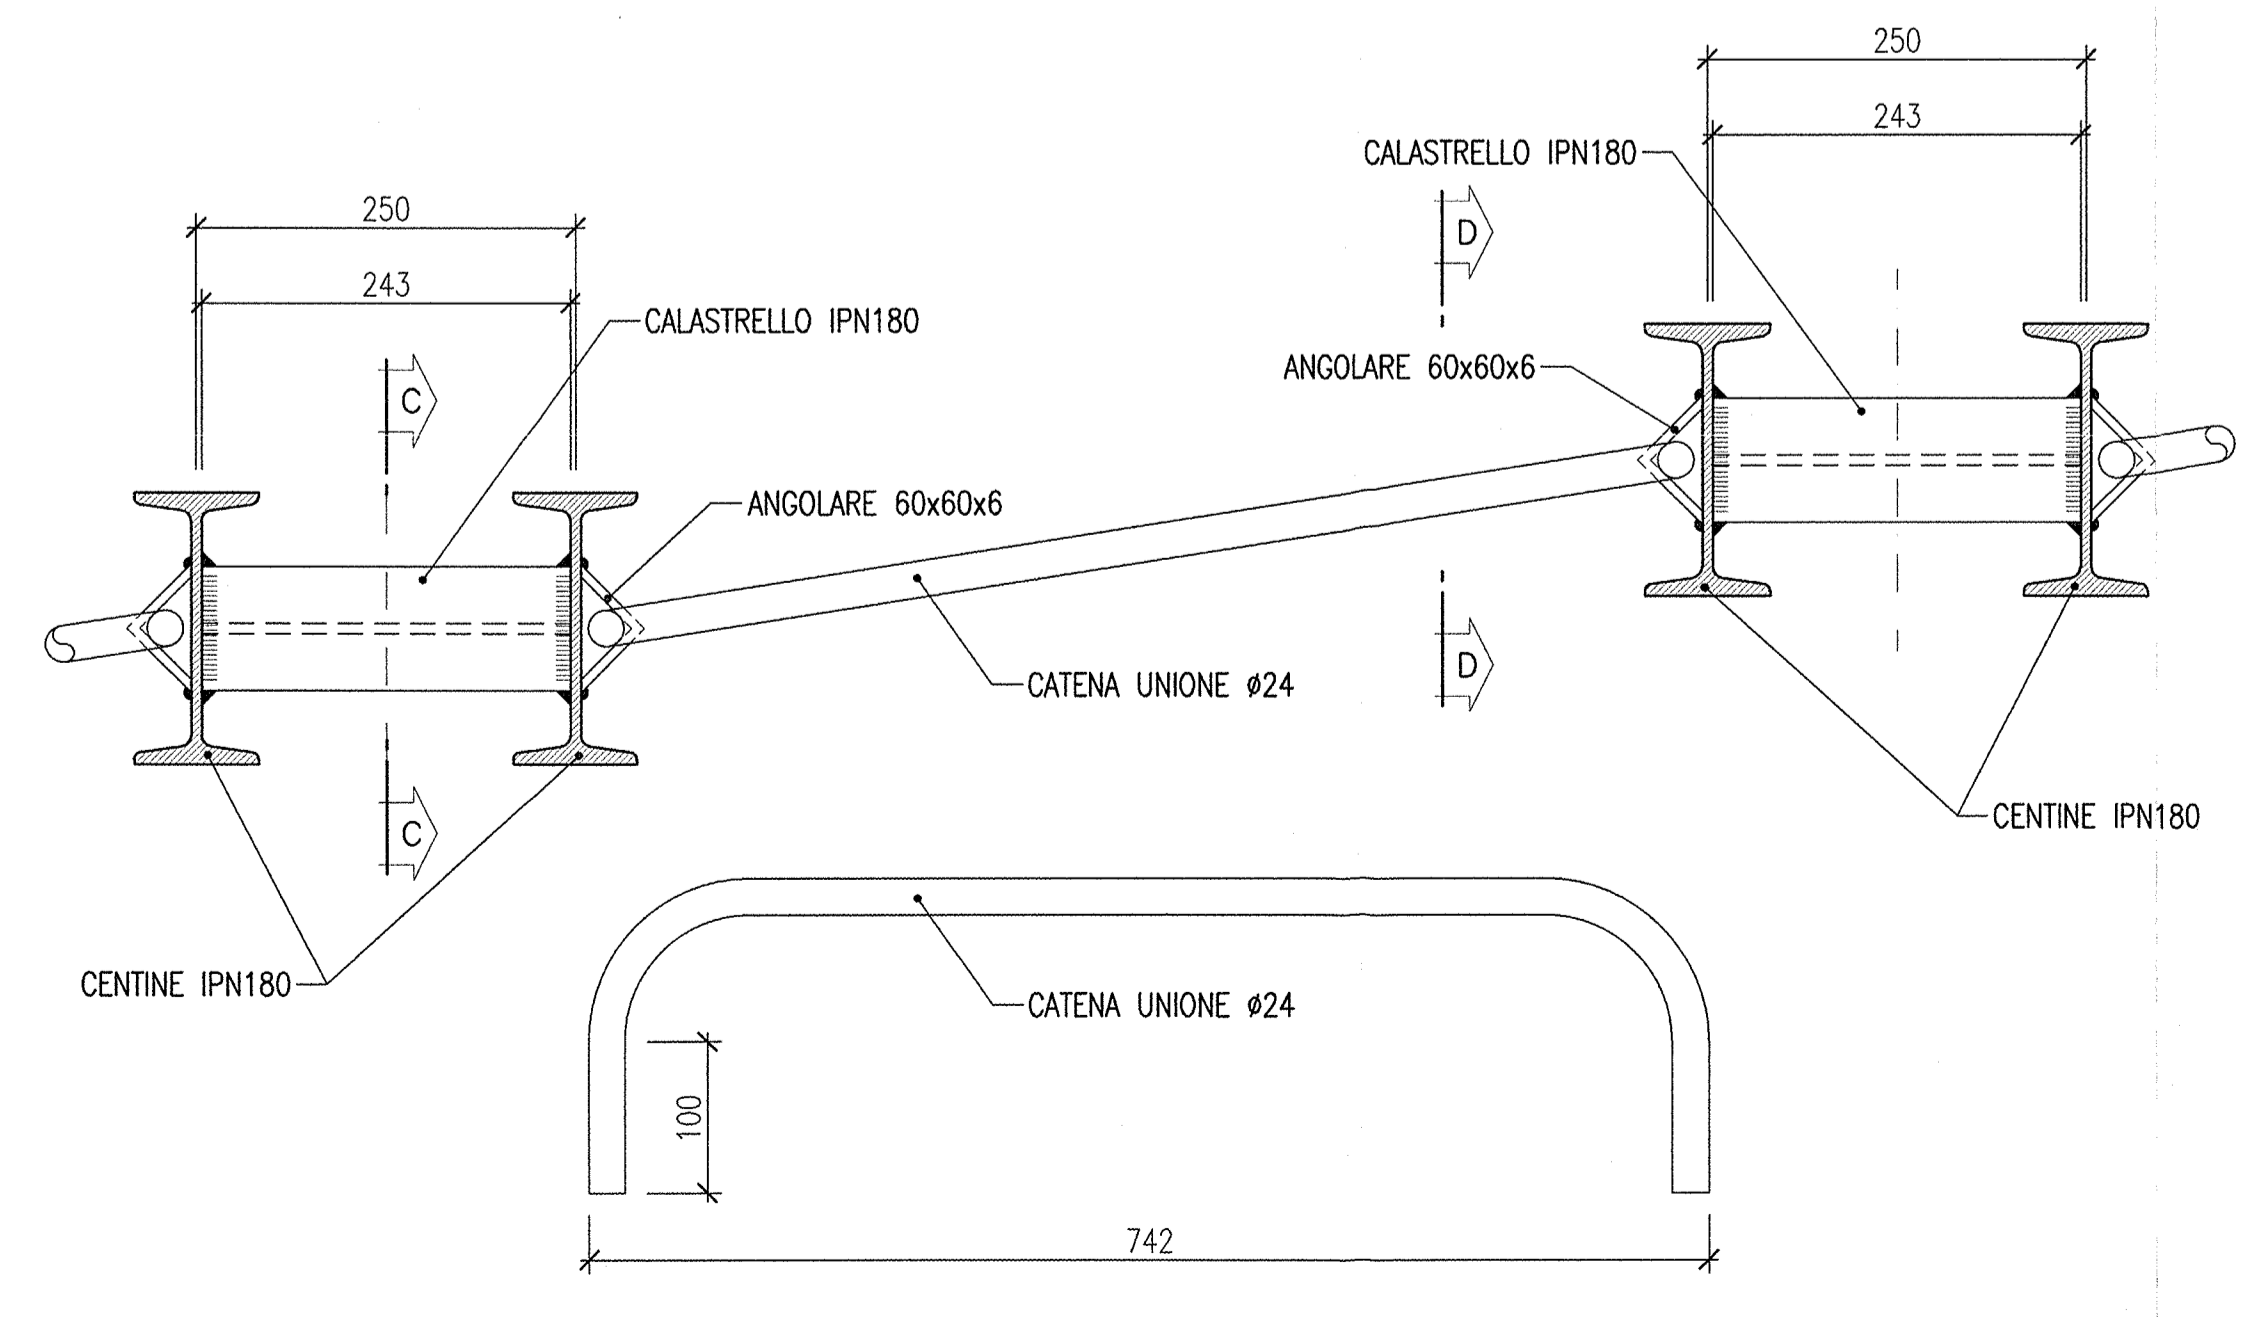 250
243
CALASTRELLO IPN180
D
250
243
CALASTRELLO IPN180
ANGOLARE 60x60x6
C
ANGOLARE 60x60x6
D
CATENA UNIONE ø24
CENTINE IPN180
C
CENTINE IPN180
CATENA UNIONE ø24
100
742